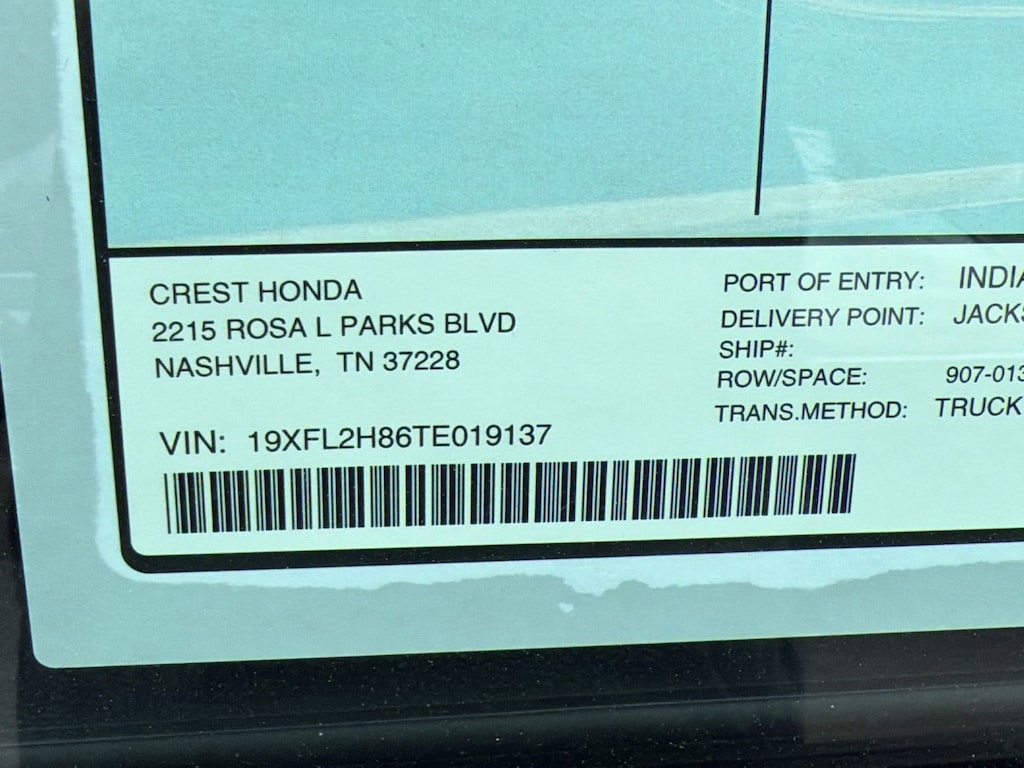 CREST HONDA
2215 ROSA L PARKS BLVD
NASHVILLE, TN 37228
VIN: 19XFL2H86TE019137
PORT OF ENTRY:
DELIVERY POINT:
SHIP#:
ROW/SPACE:
TRANS.METHOD: TRUCK